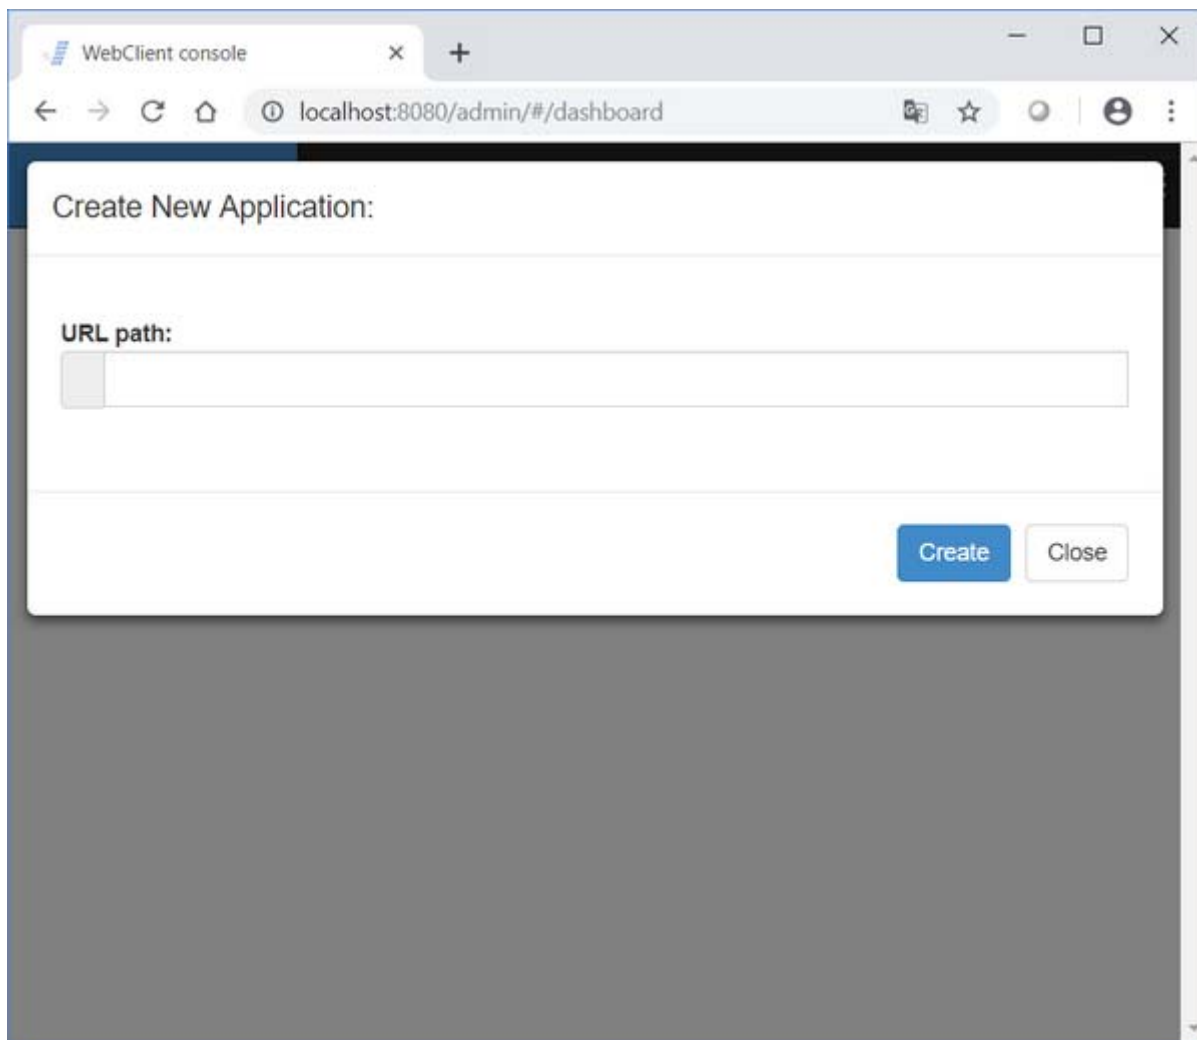 WebClient console
localhost:8080/admin/#/dashboard
Create New Application:
URL path:
Create Close